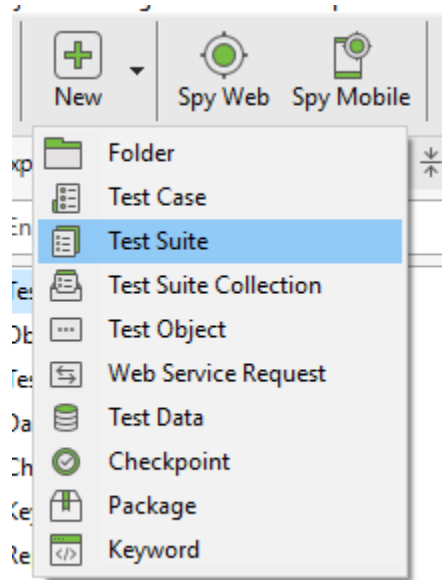 New
Spy Web
Spy Mobile
Folder
Test Case
Test Suite
Test Suite Collection
Test Object
Web Service Request
Test Data
Checkpoint
Package
Keyword